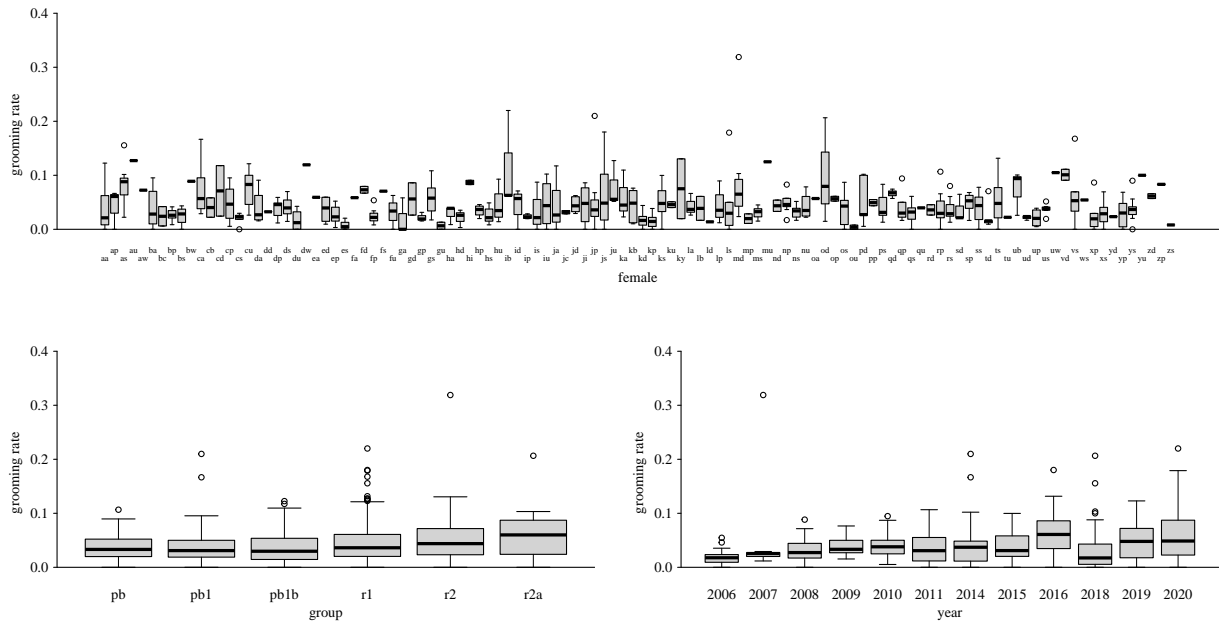 0.4
0.3
0.2
0.1
0.0
grooming rate
ap au ba bp bw cb cp cu dd ds dw ed es fd fs ga gp gu hd hp hu id is ja jd jp ju kb kp ku la ld ls mp mu np nu op ou pp qp qu rp sd ss ts ub up uw vs xp yd ys zd zs
aa as aw bc bs ca cd cs da dp du ea ep fa fp fu gd gs ha hi hs ib ip iu jc ji js ka kd ks ky lb lp md ms nd ns oa od os pd ps qd qs rd rs sp td tu ud us vd ws xs yp yu zp
female
0.4
0.3
0.2
0.1
0.0
grooming rate
pb pb1 pb1b r1 r2 r2a
group
0.4
0.3
0.2
0.1
0.0
grooming rate
2006 2007 2008 2009 2010 2011 2014 2015 2016 2018 2019 2020
year